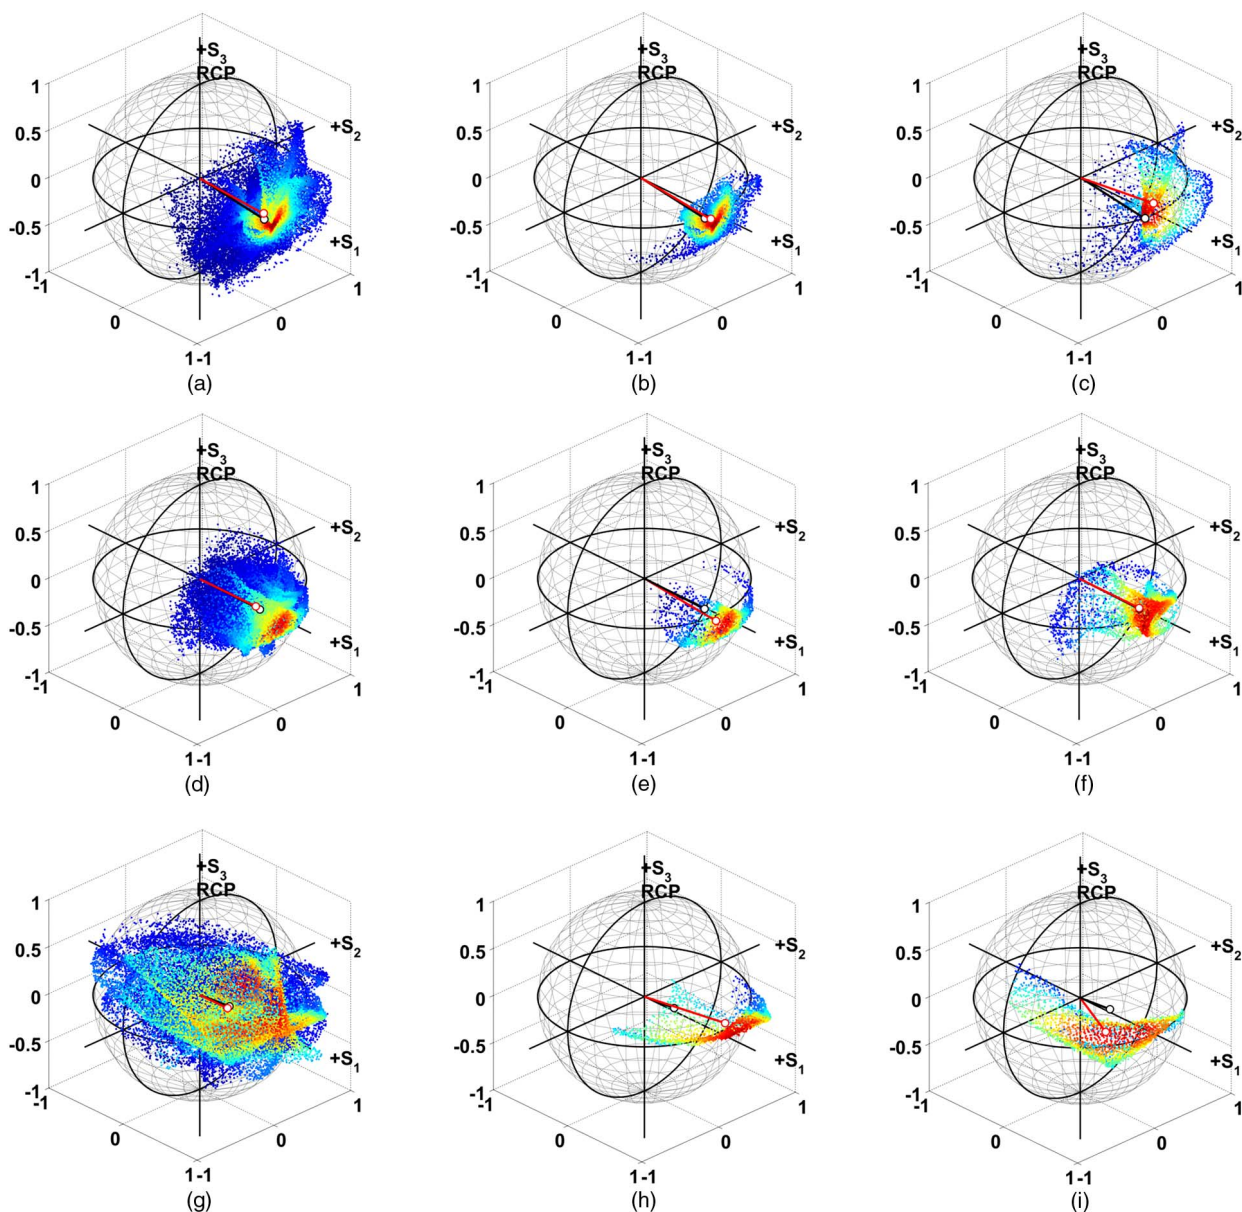 +S3 RCP +S2 +S1 1 0.5 0 -0.5 -1 -1 0 1 -1 0 1
(a)
+S3 RCP +S2 +S1 1 0.5 0 -0.5 -1 -1 0 1 -1 0 1
(b)
+S3 RCP +S2 +S1 1 0.5 0 -0.5 -1 -1 0 1 -1 0 1
(c)
+S3 RCP +S2 +S1 1 0.5 0 -0.5 -1 -1 0 1 -1 0 1
(d)
+S3 RCP +S2 +S1 1 0.5 0 -0.5 -1 -1 0 1 -1 0 1
(e)
+S3 RCP +S2 +S1 1 0.5 0 -0.5 -1 -1 0 1 -1 0 1
(f)
+S3 RCP +S2 +S1 1 0.5 0 -0.5 -1 -1 0 1 -1 0 1
(g)
+S3 RCP +S2 +S1 1 0.5 0 -0.5 -1 -1 0 1 -1 0 1
(h)
+S3 RCP +S2 +S1 1 0.5 0 -0.5 -1 -1 0 1 -1 0 1
(i)